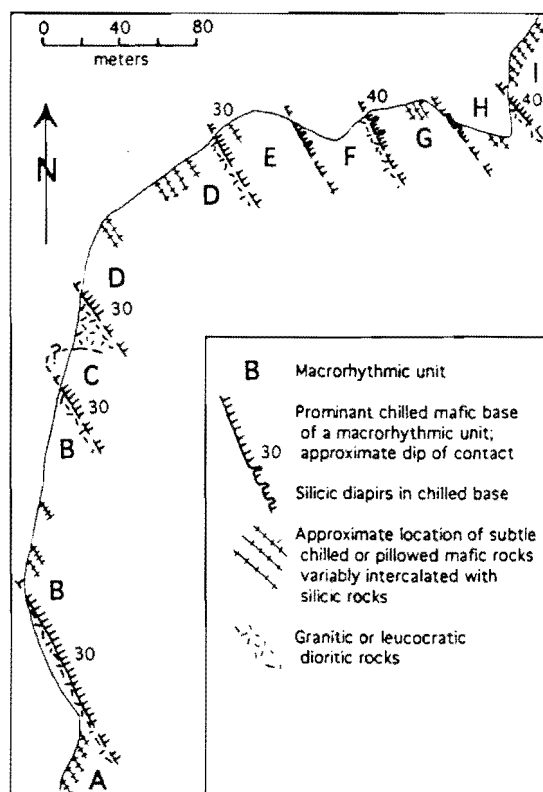 0 40 80
meters
N
I
40
H
40
G
30
F
E
D
D
30
?
C
30
B
B
30
A
B Macrorhythmic unit
Prominant chilled mafic base
of a macrorhythmic unit;
30 approximate dip of contact
Silicic diapirs in chilled base
Approximate location of subtle
chilled or pillowed mafic rocks
variably intercalated with
silicic rocks
Granitic or leucocratic
dioritic rocks